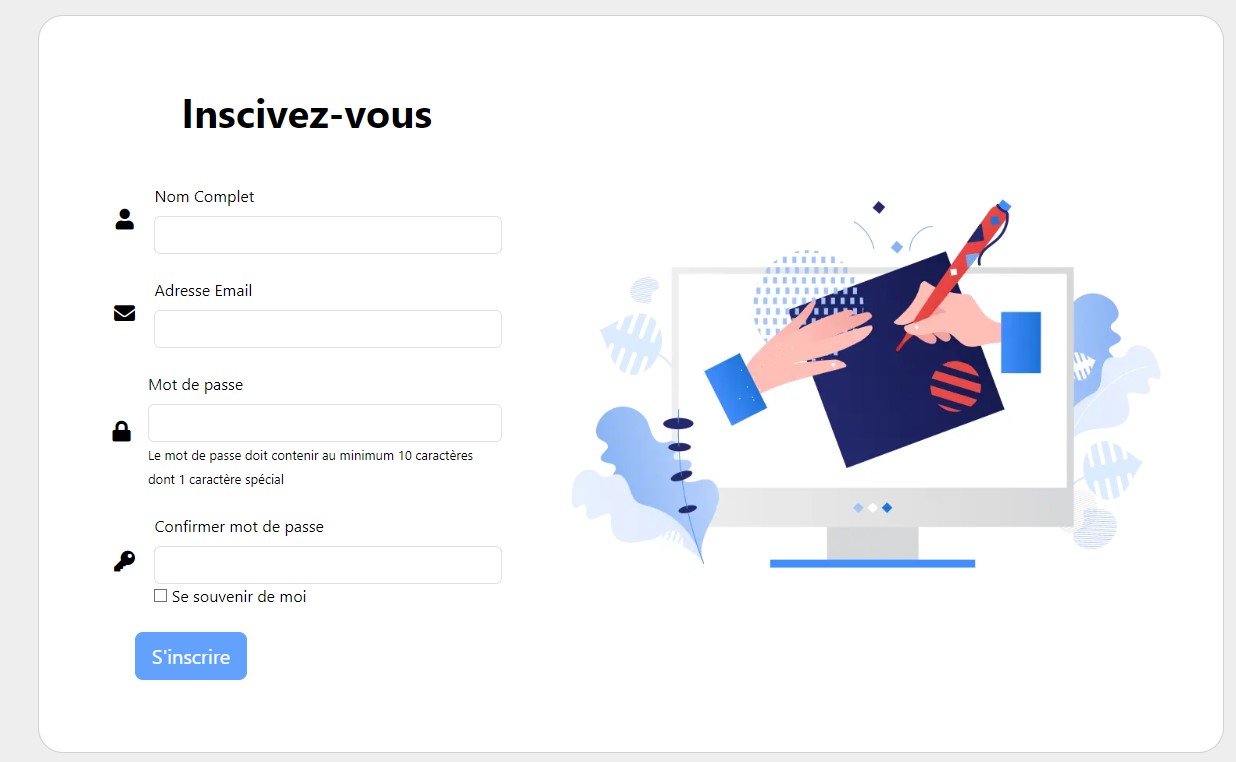 Inscivez-vous
Nom Complet
Adresse Email
Mot de passe
Le mot de passe doit contenir au minimum 10 caractères
dont 1 caractère spécial
Confirmer mot de passe
Se souvenir de moi
S'inscrire